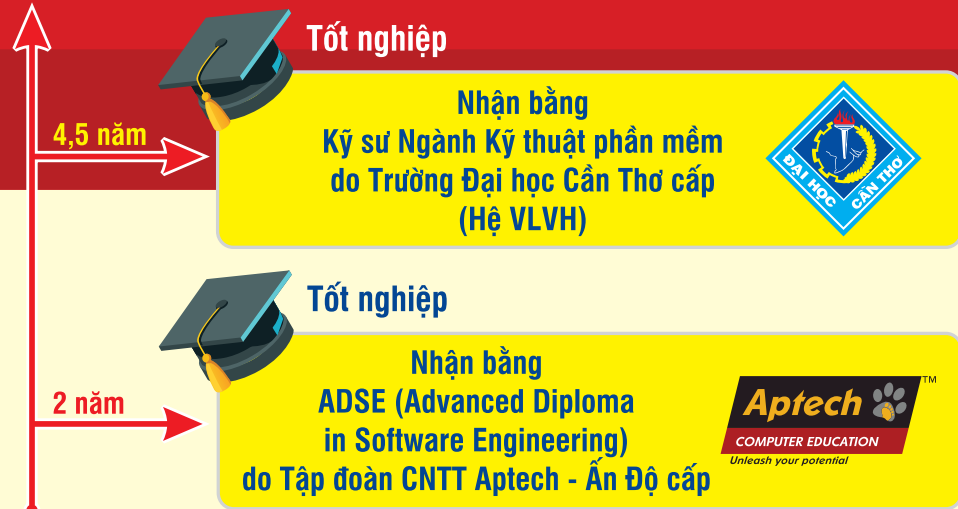 Tốt nghiệp
4,5 năm
Nhận bằng
Kỹ sư Ngành Kỹ thuật phần mềm
do Trường Đại học Cần Thơ cấp
(Hệ VLVH)
ĐẠI HỌC CẦN THƠ
Tốt nghiệp
2 năm
Nhận bằng
ADSE (Advanced Diploma
in Software Engineering)
do Tập đoàn CNTT Aptech - Ấn Độ cấp
Aptech TM
COMPUTER EDUCATION
Unleash your potential